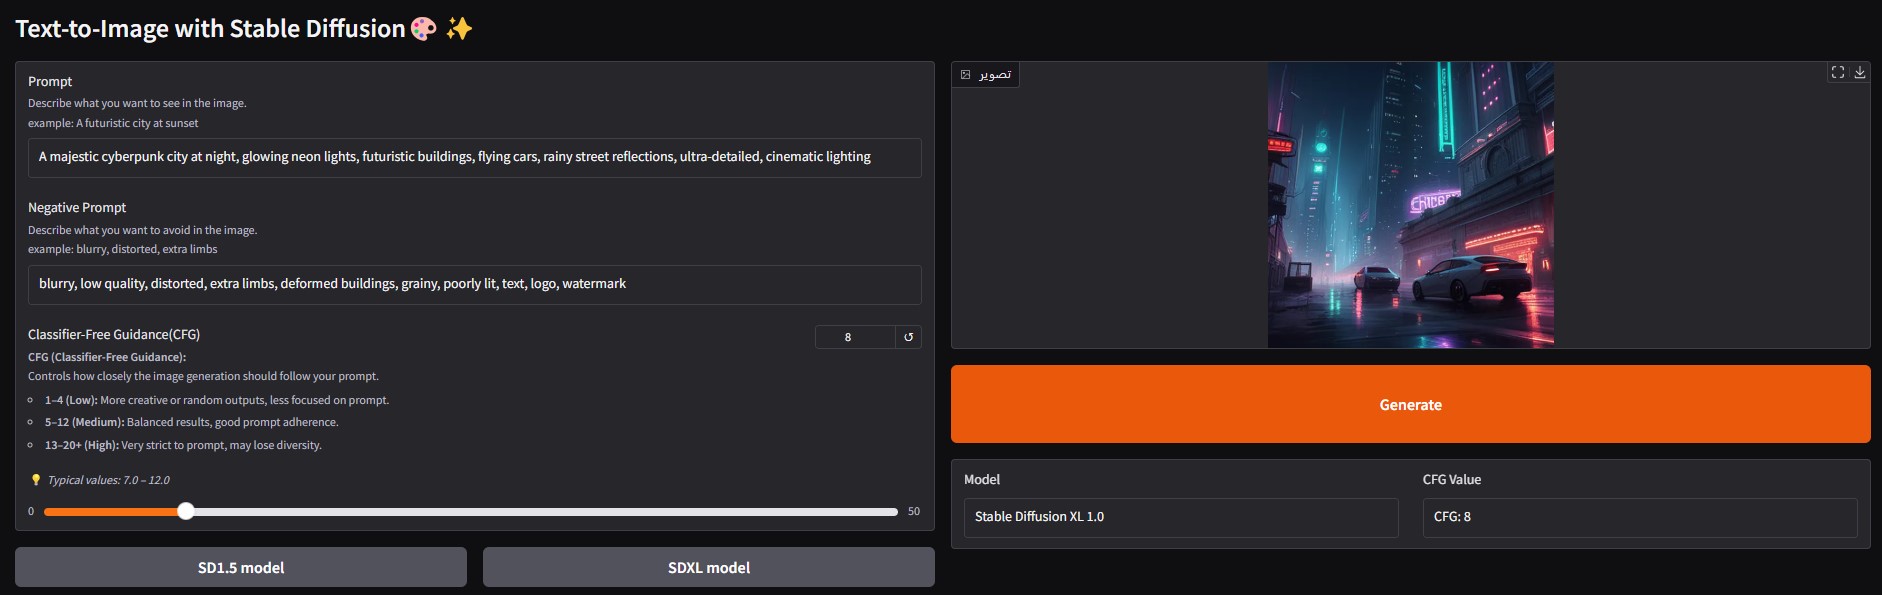 Text-to-Image with Stable Diffusion
Prompt
Describe what you want to see in the image.
example: A futuristic city at sunset
A majestic cyberpunk city at night, glowing neon lights, futuristic buildings, flying cars, rainy street reflections, ultra-detailed, cinematic lighting
Negative Prompt
Describe what you want to avoid in the image.
example: blurry, distorted, extra limbs
blurry, low quality, distorted, extra limbs, deformed buildings, grainy, poorly lit, text, logo, watermark
Classifier-Free Guidance(CFG)
8
CFG (Classifier-Free Guidance):
Controls how closely the image generation should follow your prompt.
1–4 (Low): More creative or random outputs, less focused on prompt.
5–12 (Medium): Balanced results, good prompt adherence.
13–20+ (High): Very strict to prompt, may lose diversity.
Typical values: 7.0 – 12.0
0
50
SD1.5 model
SDXL model
تصویر
Generate
Model
Stable Diffusion XL 1.0
CFG Value
CFG: 8